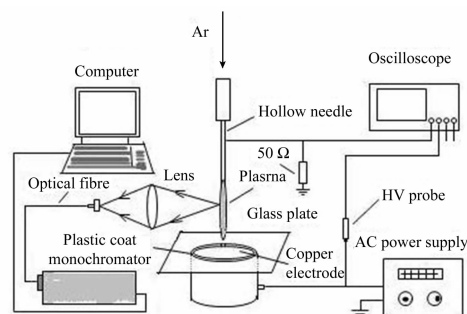 Ar
Computer
Oscilloscope
Hollow needle
50 Ω
Lens
Plasrna
Optical fibre
Glass plate
HV probe
Plastic coat
monochromator
Copper
electrode
AC power supply